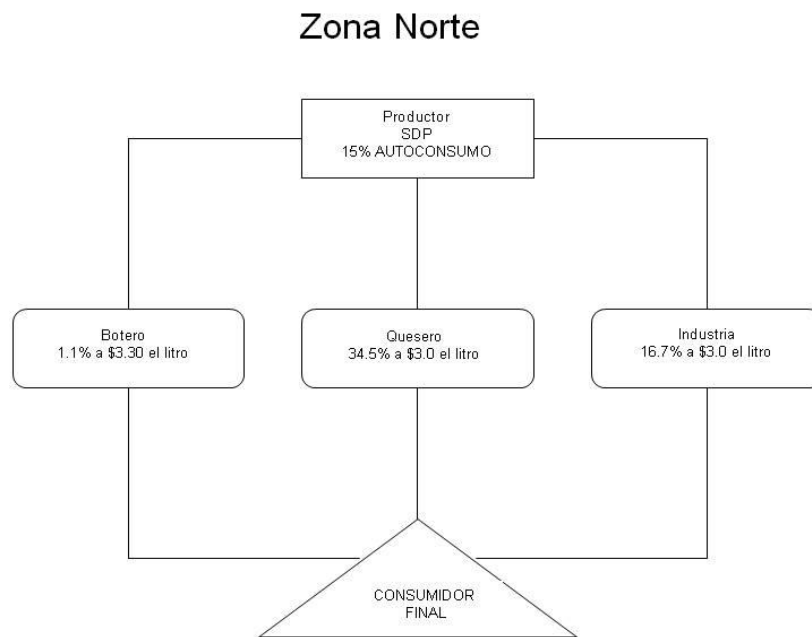 Zona Norte
Productor
SDP
15% AUTOCONSUMO
Botero
1.1% a $3.30 el litro
Quesero
34.5% a $3.0 el litro
Industria
16.7% a $3.0 el litro
CONSUMIDOR
FINAL